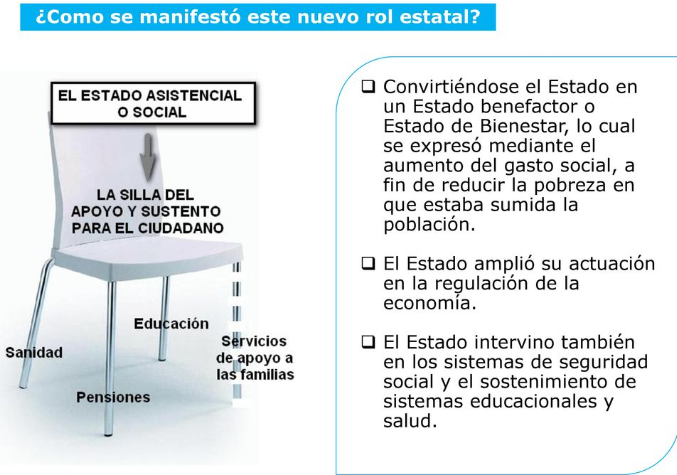 ¿Como se manifestó este nuevo rol estatal?
EL ESTADO ASISTENCIAL
O SOCIAL
LA SILLA DEL
APOYO Y SUSTENTO
PARA EL CIUDADANO
Educación
Sanidad
Servicios
de apoyo a
las familias
Pensiones
Convirtiéndose el Estado en
un Estado benefactor o
Estado de Bienestar, lo cual
se expresó mediante el
aumento del gasto social, a
fin de reducir la pobreza en
que estaba sumida la
población.
El Estado amplió su actuación
en la regulación de la
economía.
El Estado intervino también
en los sistemas de seguridad
social y el sostenimiento de
sistemas educacionales y
salud.